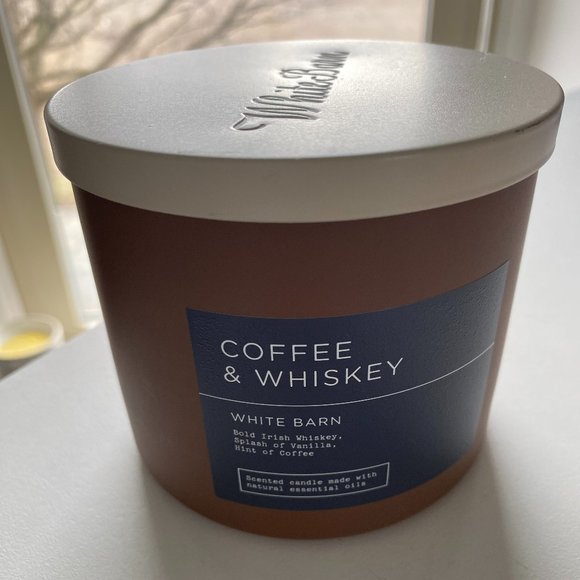 White Barn
COFFEE
& WHISKEY
WHITE BARN
Bold Irish Whiskey,
Splash of Vanilla,
Hint of Coffee
Scented candle made with
natural essential oils